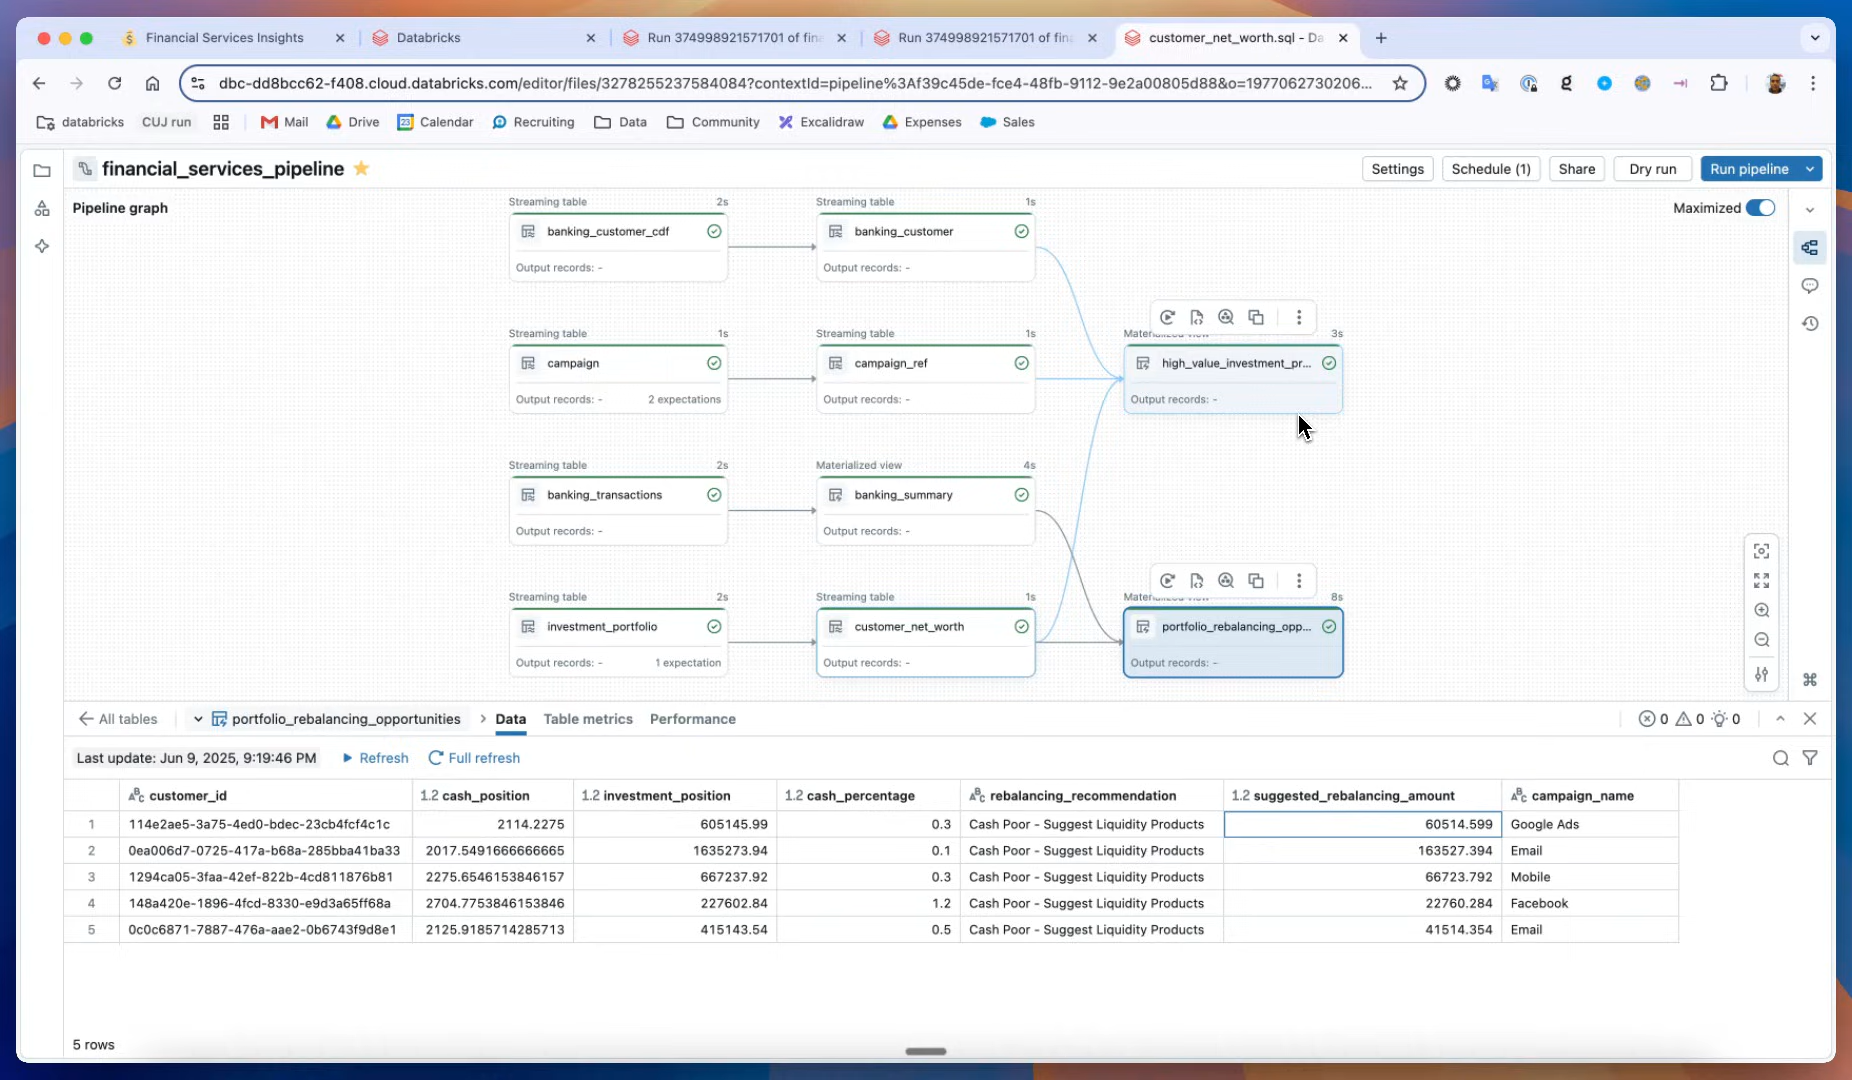 Financial Services Insights
Databricks
Run 374998921571701 of fin
Run 374998921571701 of fin
customer_net_worth.sql - Da
dbc-dd8bcc62-f408.cloud.databricks.com/editor/files/3278255237584084?contextId=pipeline%3Af39c45de-fce4-48fb-9112-9e2a00805d88&o=1977062730206...
databricks
CUJ run
Mail
Drive
Calendar
Recruiting
Data
Community
Excalidraw
Expenses
Sales
financial_services_pipeline
Settings
Schedule (1)
Share
Dry run
Run pipeline
Pipeline graph
Maximized
Streaming table 2s
banking_customer_cdf
Output records: -
Streaming table 1s
banking_customer
Output records: -
Streaming table 1s
campaign
Output records: - 2 expectations
Streaming table 1s
campaign_ref
Output records: -
Materialized view 3s
high_value_investment_pr...
Output records: -
Streaming table 2s
banking_transactions
Output records: -
Materialized view 4s
banking_summary
Output records: -
Streaming table 2s
investment_portfolio
Output records: - 1 expectation
Streaming table 1s
customer_net_worth
Output records: -
Materialized view 8s
portfolio_rebalancing_opp...
Output records: -
All tables
portfolio_rebalancing_opportunities
Data
Table metrics
Performance
0 0 0
Last update: Jun 9, 2025, 9:19:46 PM
Refresh
Full refresh
customer_id 1.2 cash_position 1.2 investment_position 1.2 cash_percentage rebalancing_recommendation 1.2 suggested_rebalancing_amount campaign_name
1 114e2ae5-3a75-4ed0-bdec-23cb4fcf4c1c 2114.2275 605145.99 0.3 Cash Poor - Suggest Liquidity Products 60514.599 Google Ads
2 0ea006d7-0725-417a-b68a-285bba41ba33 2017.5491666666665 1635273.94 0.1 Cash Poor - Suggest Liquidity Products 163527.394 Email
3 1294ca05-3faa-42ef-822b-4cd811876b81 2275.6546153846157 667237.92 0.3 Cash Poor - Suggest Liquidity Products 66723.792 Mobile
4 148a420e-1896-4fcd-8330-e9d3a65ff68a 2704.7753846153846 227602.84 1.2 Cash Poor - Suggest Liquidity Products 22760.284 Facebook
5 0c0c6871-7887-476a-aae2-0b6743f9d8e1 2125.9185714285713 415143.54 0.5 Cash Poor - Suggest Liquidity Products 41514.354 Email
5 rows